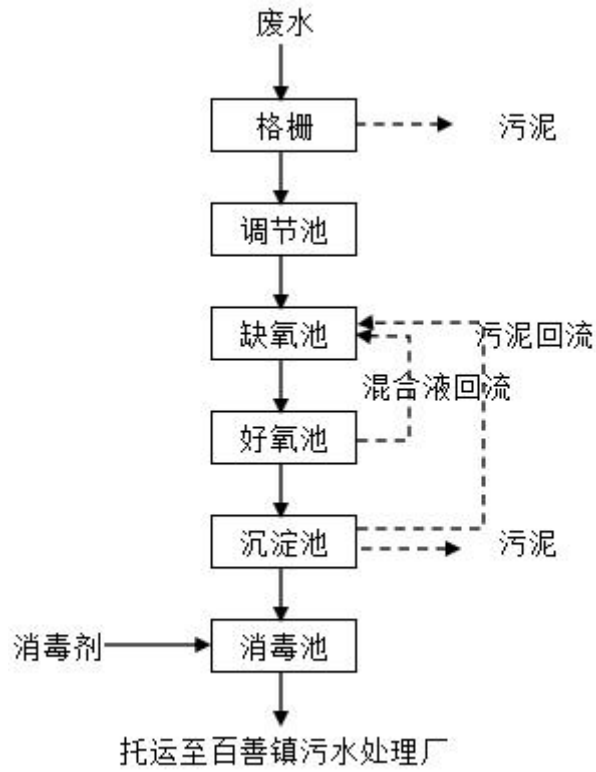 废水
格栅
污泥
调节池
缺氧池
污泥回流
混合液回流
好氧池
沉淀池
污泥
消毒剂
消毒池
托运至百善镇污水处理厂